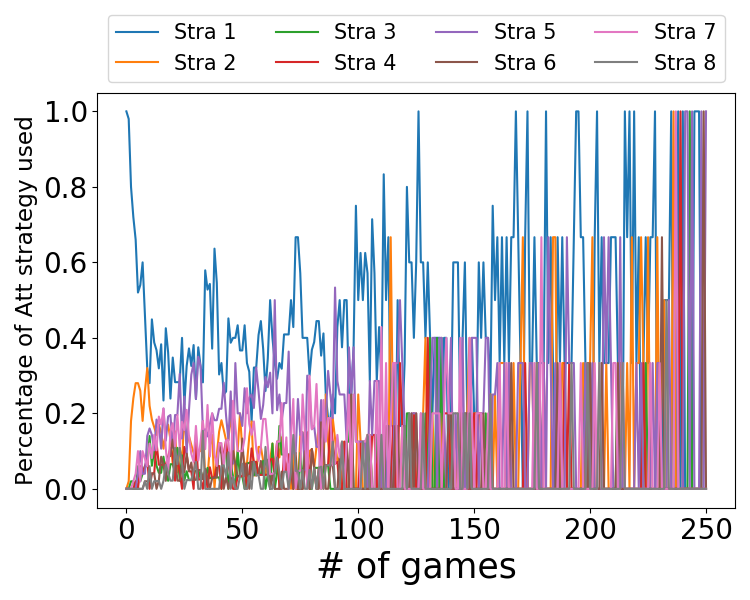 Stra 1 Stra 3 Stra 5 Stra 7
Stra 2 Stra 4 Stra 6 Stra 8
Percentage of Att strategy used
1.0
0.8
0.6
0.4
0.2
0.0
0 50 100 150 200 250
# of games